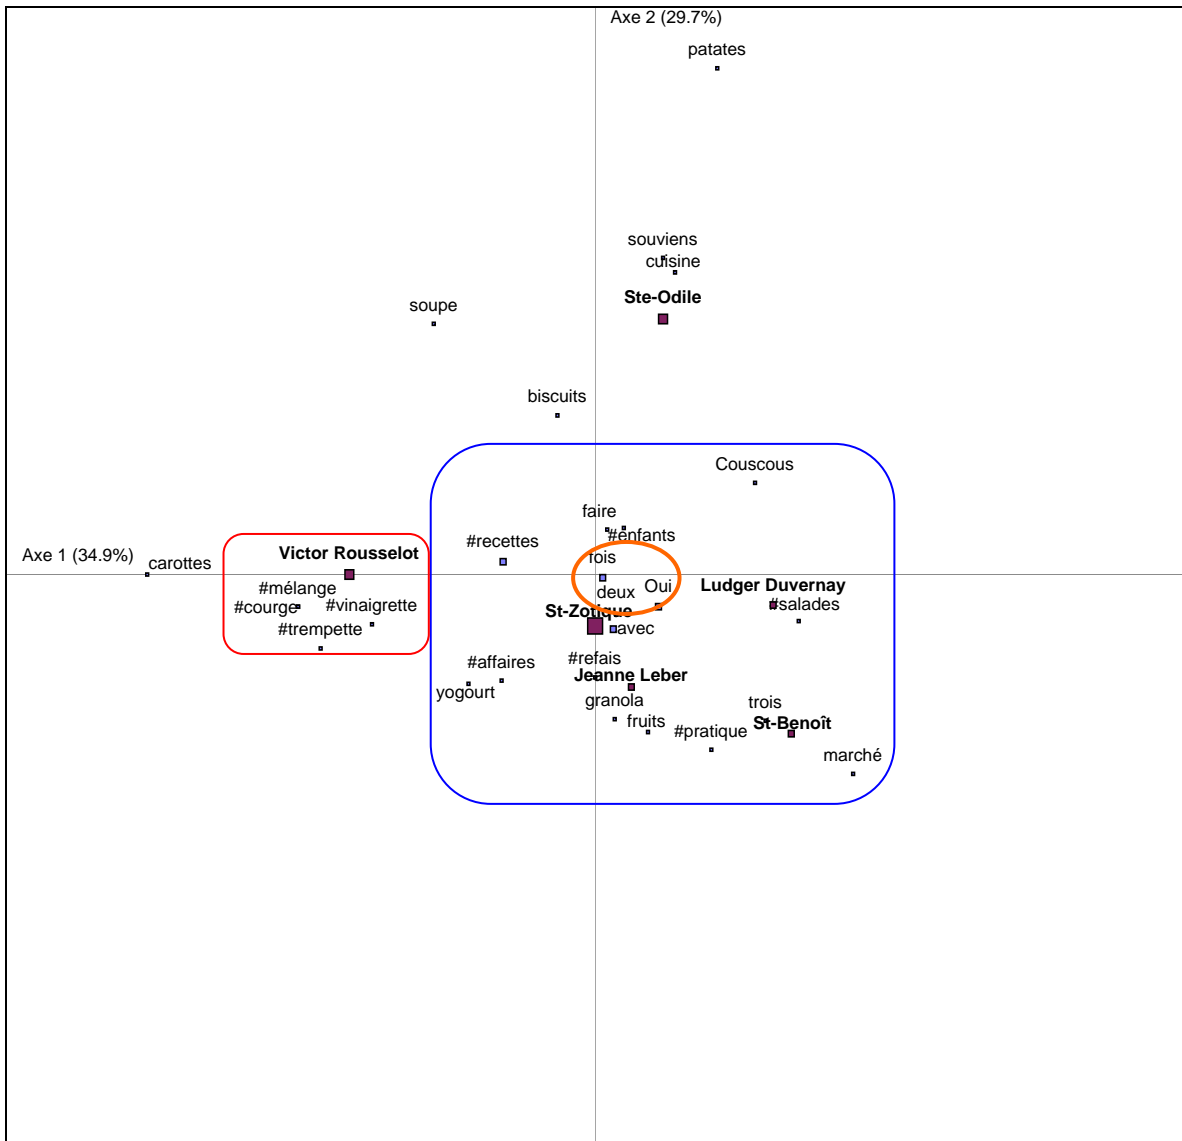 Axe 2 (29.7%)
patates
souviens
cuisine
Ste-Odile
soupe
biscuits
Couscous
faire
#enfants
#recettes
fois
Axe 1 (34.9%)
carottes
Victor Rousselot
#mélange
#courge
#vinaigrette
#trempette
deux
Oui
Ludger Duvernay
#salades
St-Zotique
avec
#affaires
yogourt
#refais
Jeanne Leber
granola
fruits
#pratique
trois
St-Benoît
marché